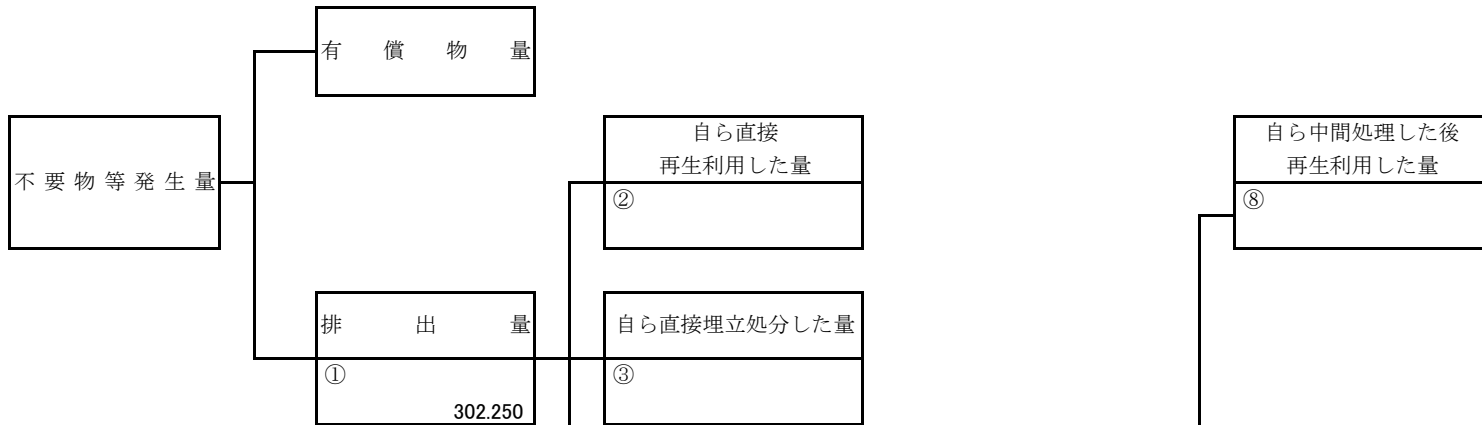 有償物量
自ら直接
再生利用した量
②
自ら中間処理した後
再生利用した量
⑧
不要物等発生量
排出量
①
302.250
自ら直接埋立処分した量
③